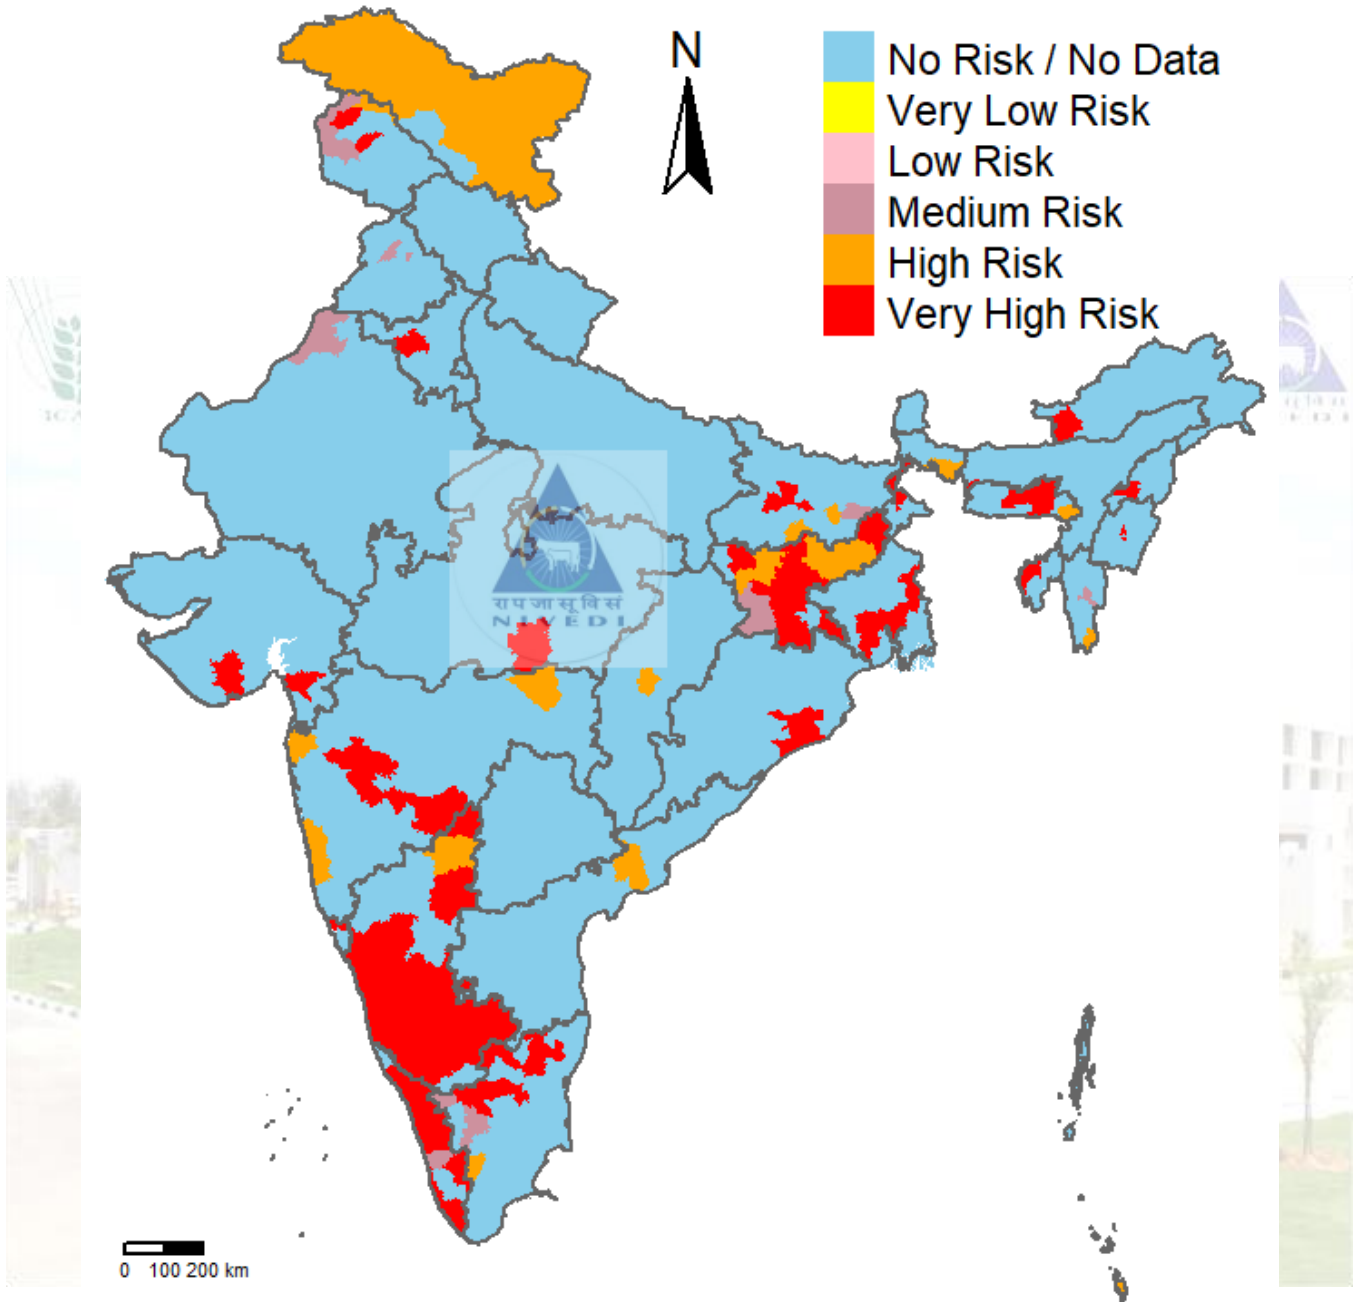 N
No Risk / No Data
Very Low Risk
Low Risk
Medium Risk
High Risk
Very High Risk
रा प जा सू वि सं
NIVEDI
0 100 200 km